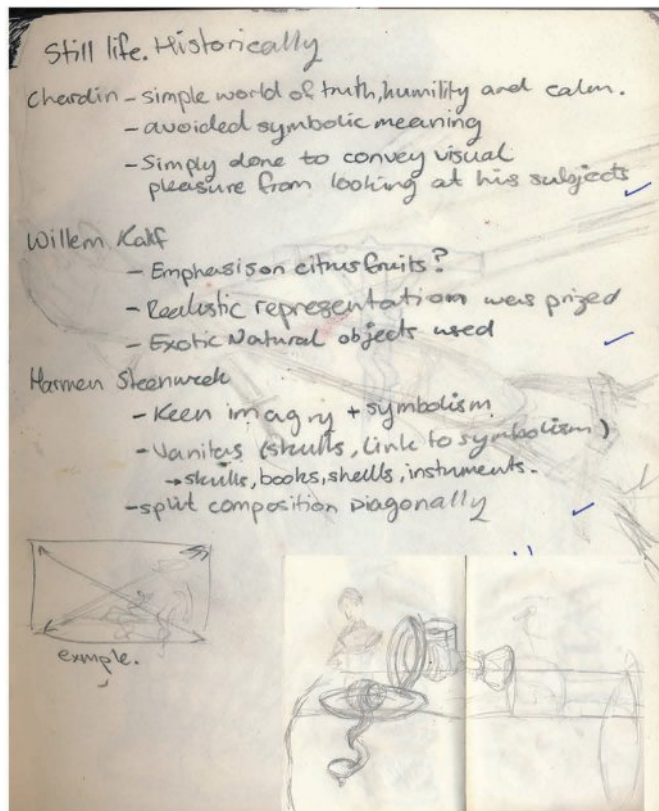 Still life. Historically
Chardin - simple world of truth, humility and calm.
- avoided symbolic meaning
- Simply done to convey visual
pleasure from looking at his subjects
Willem Kalf
- Emphasis on citrus fruits?
- Realistic representation was prized
- Exotic Natural objects used
Harmen Steenweek
- Keen imagry + symbolism
- Vanitas (skulls, Link to symbolism)
→ skulls, books, shells, instuments.
- split composition Diagonally
exmple.